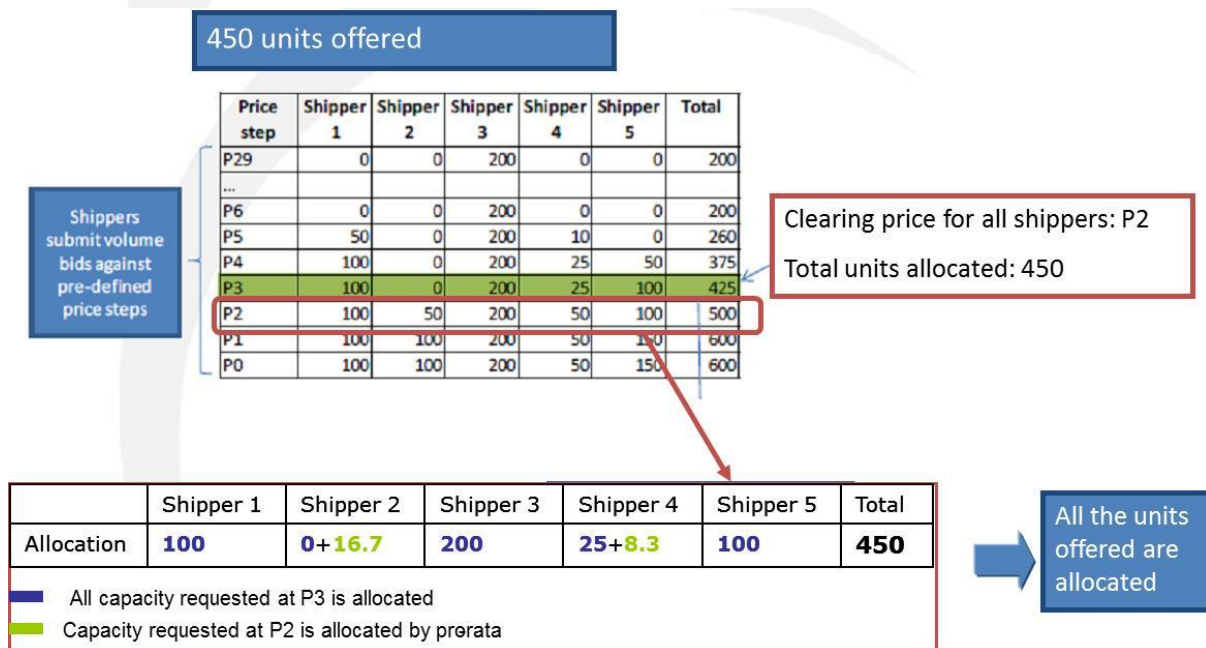 450 units offered
Price Shipper Shipper Shipper Shipper Shipper Total
step 1 2 3 4 5
P29 0 0 200 0 0 200
...
P6 0 0 200 0 0 200
P5 50 0 200 10 0 260
P4 100 0 200 25 50 375
P3 100 0 200 25 100 425
P2 100 50 200 50 100 500
P1 100 100 200 50 150 600
P0 100 100 200 50 150 600
Shippers
submit volume
bids against
pre-defined
price steps
Clearing price for all shippers: P2
Total units allocated: 450
Shipper 1 Shipper 2 Shipper 3 Shipper 4 Shipper 5 Total
Allocation 100 0+16.7 200 25+8.3 100 450
All capacity requested at P3 is allocated
Capacity requested at P2 is allocated by prorata
All the units
offered are
allocated